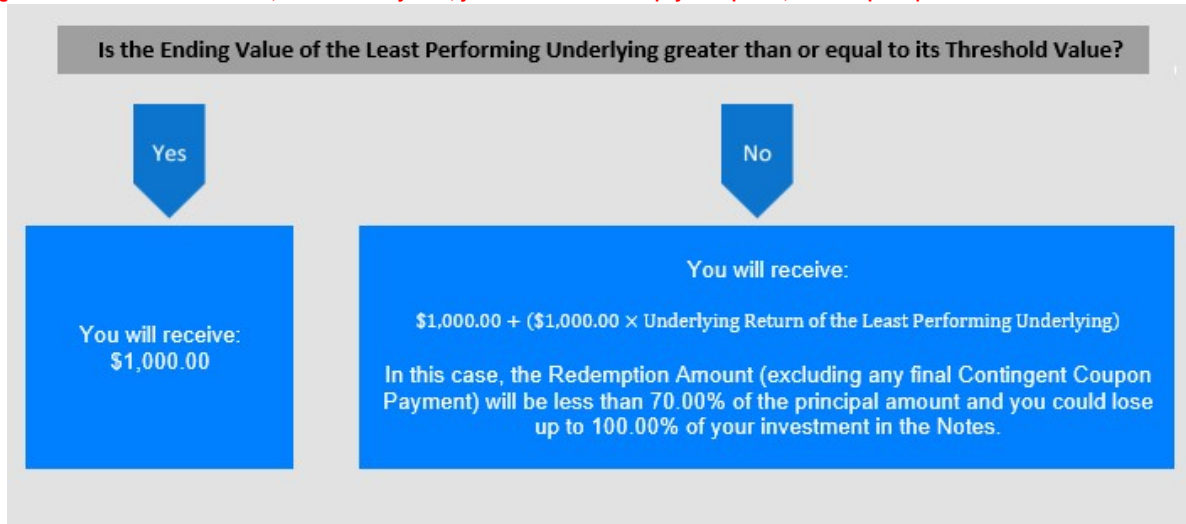 Is the Ending Value of the Least Performing Underlying greater than or equal to its Threshold Value?
Yes
No
You will receive:
$1,000.00
You will receive:
$1,000.00 + ($1,000.00 × Underlying Return of the Least Performing Underlying)
In this case, the Redemption Amount (excluding any final Contingent Coupon
Payment) will be less than 70.00% of the principal amount and you could lose
up to 100.00% of your investment in the Notes.